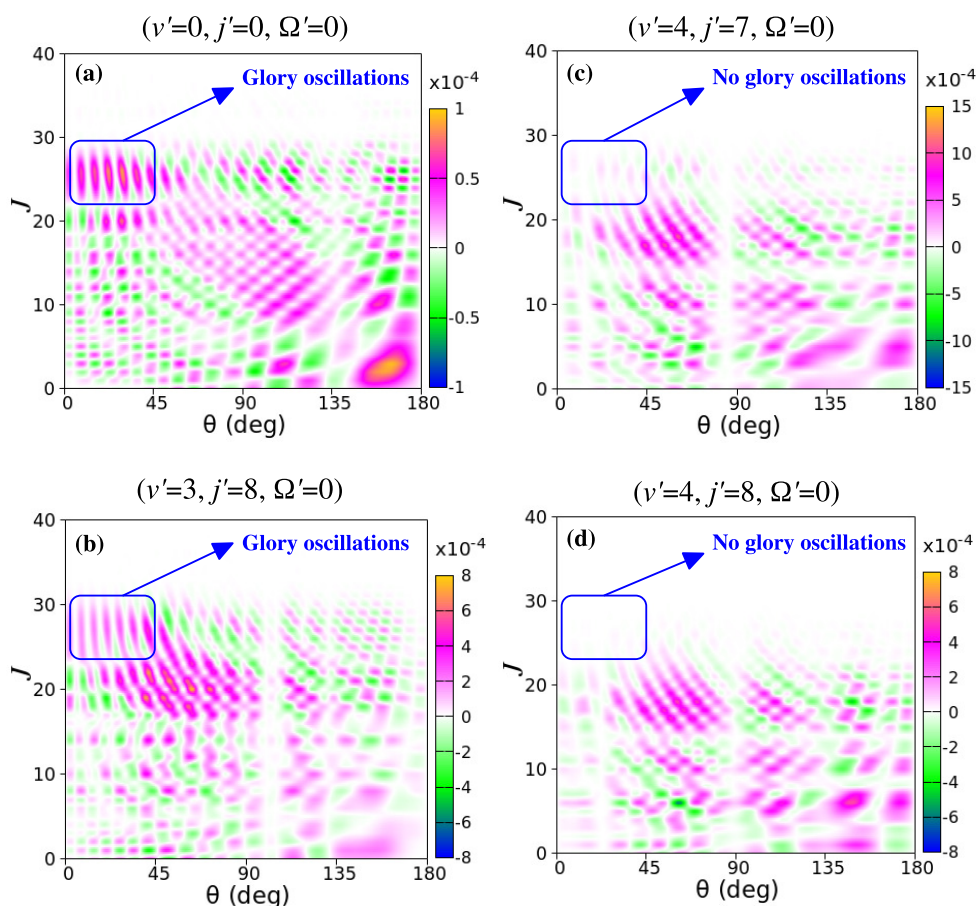 (v'=0, j'=0, Ω'=0)
(a)
Glory oscillations
x10⁻⁴
40
30
20
10
0
J
0
45
90
135
180
θ (deg)
1
0.5
0
-0.5
-1
(v'=4, j'=7, Ω'=0)
(c)
No glory oscillations
x10⁻⁴
40
30
20
10
0
J
0
45
90
135
180
θ (deg)
15
10
5
0
-5
-10
-15
(v'=3, j'=8, Ω'=0)
(b)
Glory oscillations
x10⁻⁴
40
30
20
10
0
J
0
45
90
135
180
θ (deg)
8
6
4
2
0
-2
-4
-6
-8
(v'=4, j'=8, Ω'=0)
(d)
No glory oscillations
x10⁻⁴
40
30
20
10
0
J
0
45
90
135
180
θ (deg)
8
6
4
2
0
-2
-4
-6
-8